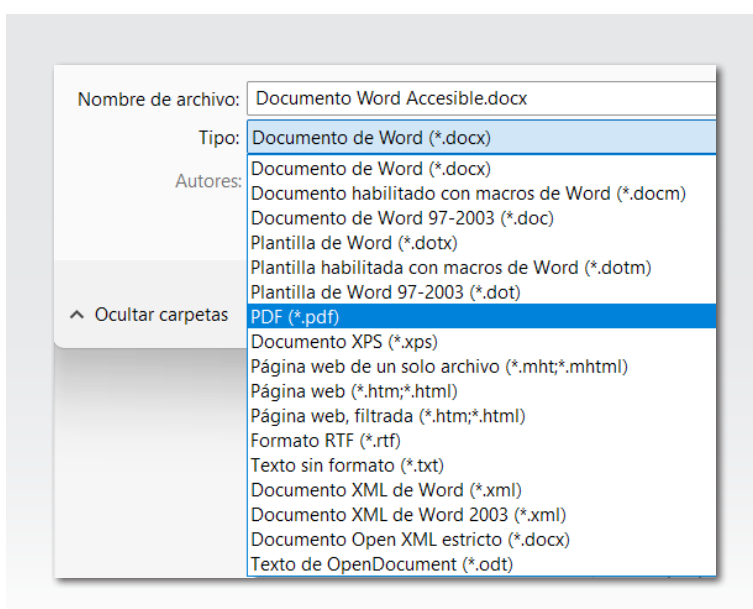 Nombre de archivo: Documento Word Accesible.docx
Tipo: Documento de Word (*.docx)
Autores:
Documento de Word (*.docx)
Documento habilitado con macros de Word (*.docm)
Documento de Word 97-2003 (*.doc)
Plantilla de Word (*.dotx)
Plantilla habilitada con macros de Word (*.dotm)
Plantilla de Word 97-2003 (*.dot)
Ocultar carpetas
PDF (*.pdf)
Documento XPS (*.xps)
Página web de un solo archivo (*.mht;*.mhtml)
Página web (*.htm;*.html)
Página web, filtrada (*.htm;*.html)
Formato RTF (*.rtf)
Texto sin formato (*.txt)
Documento XML de Word (*.xml)
Documento XML de Word 2003 (*.xml)
Documento Open XML estricto (*.docx)
Texto de OpenDocument (*.odt)